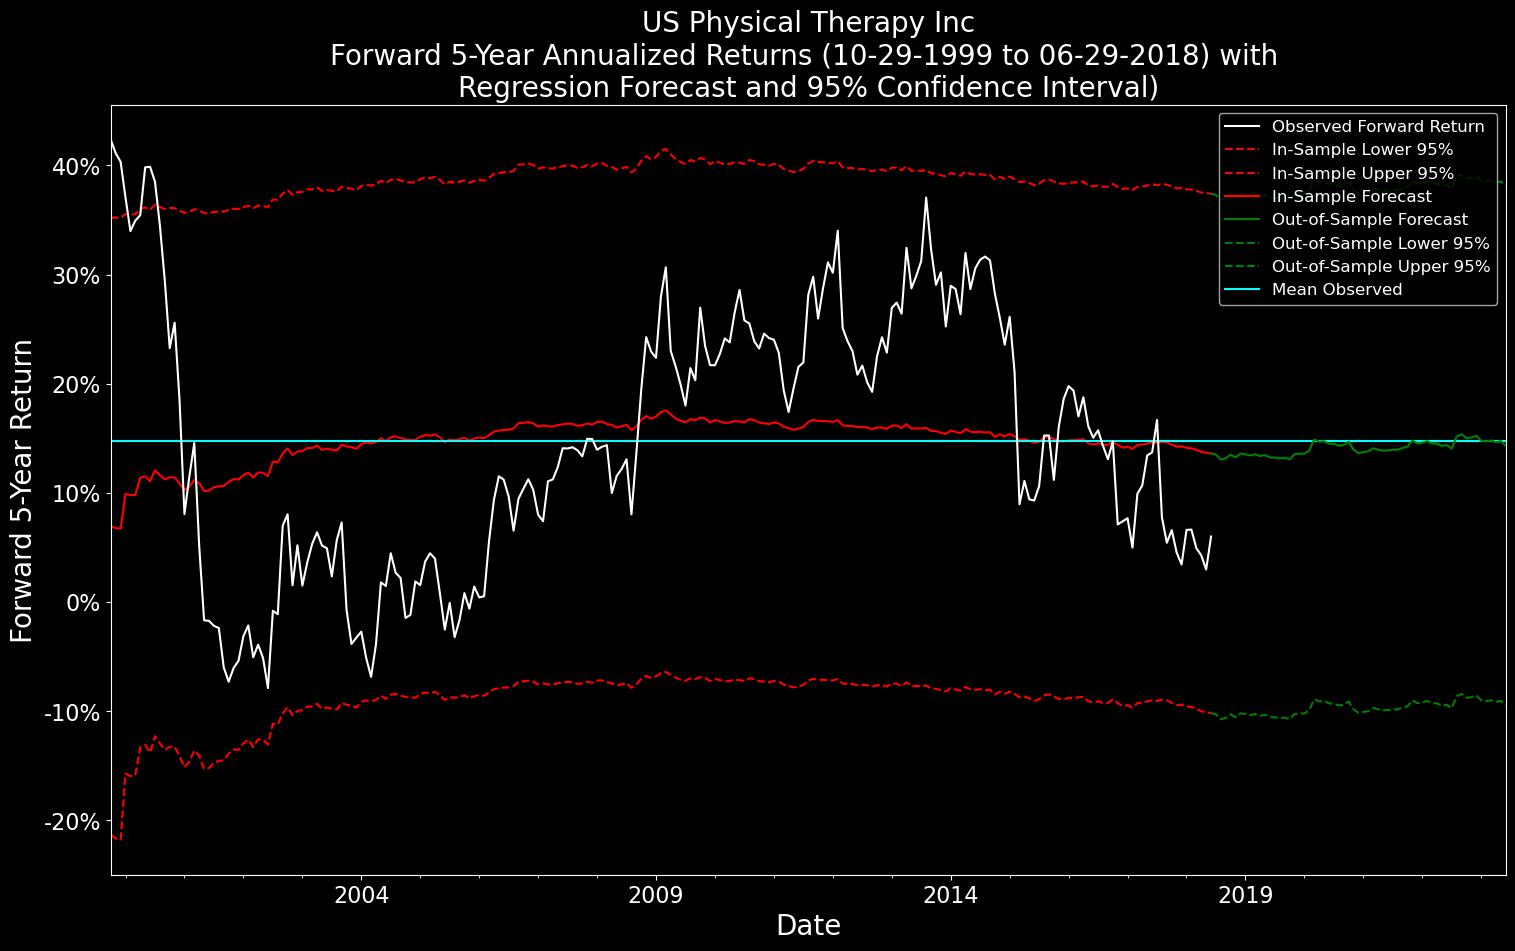 US Physical Therapy Inc
Forward 5-Year Annualized Returns (10-29-1999 to 06-29-2018) with
Regression Forecast and 95% Confidence Interval)
Observed Forward Return
In-Sample Lower 95%
In-Sample Upper 95%
In-Sample Forecast
Out-of-Sample Forecast
Out-of-Sample Lower 95%
Out-of-Sample Upper 95%
Mean Observed
Forward 5-Year Return
40%
30%
20%
10%
0%
-10%
-20%
2004
2009
2014
2019
Date